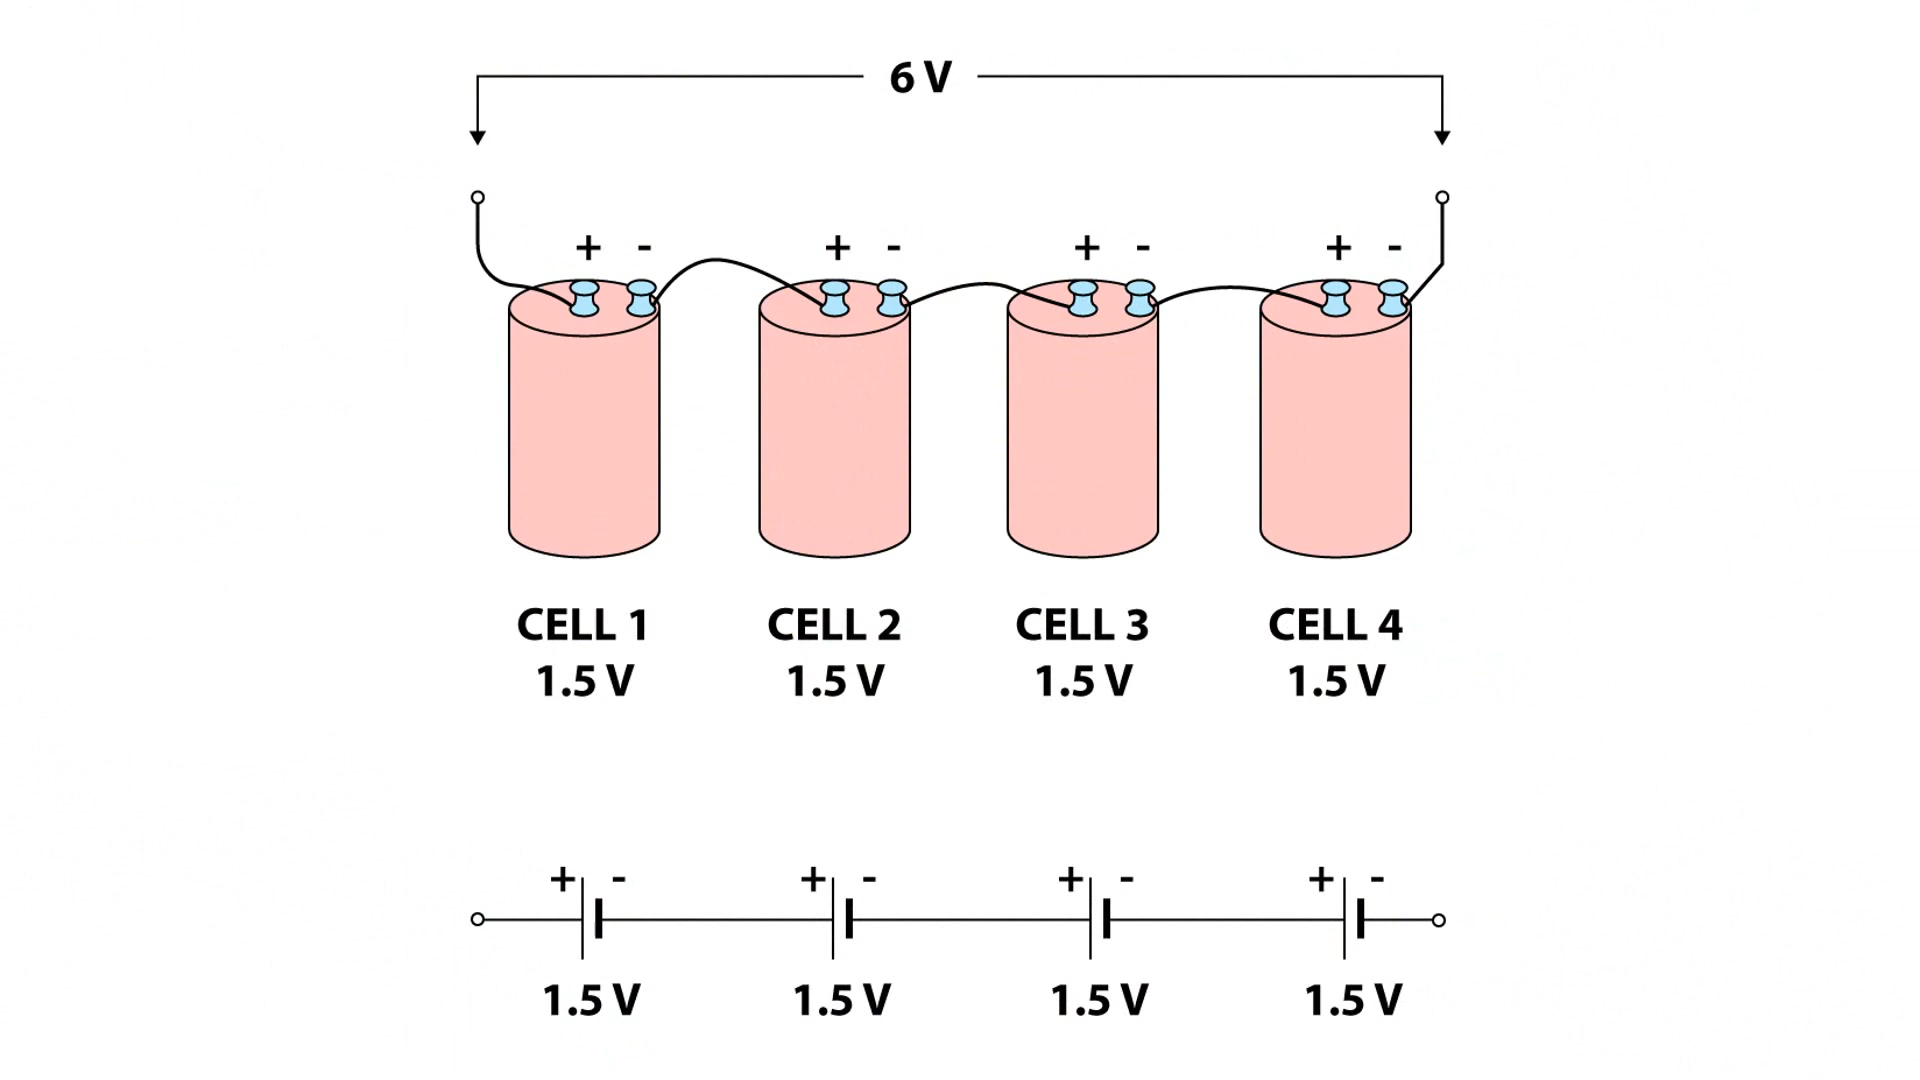 6 V
+ - + - + - + -
CELL 1 CELL 2 CELL 3 CELL 4
1.5 V 1.5 V 1.5 V 1.5 V
+ - + - + - + -
1.5 V 1.5 V 1.5 V 1.5 V